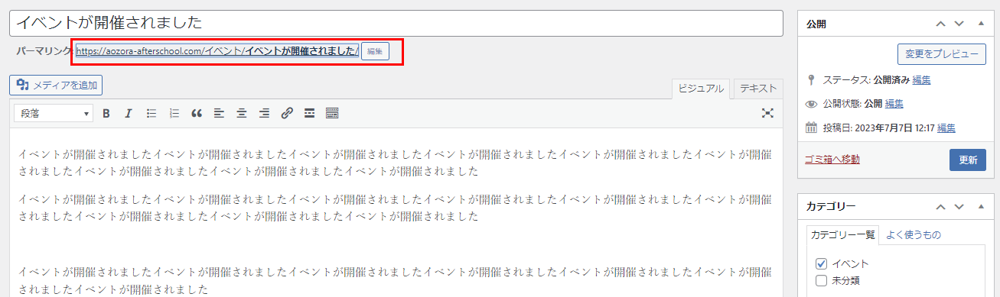 イベントが開催されました
パーマリンク: https://aozora-afterschool.com/イベント/イベントが開催されました/ 編集
メディアを追加
ビジュアル テキスト
段落
イベントが開催されましたイベントが開催されましたイベントが開催されましたイベントが開催されましたイベントが開催されましたイベントが開催
されましたイベントが開催されましたイベントが開催されましたイベントが開催されました
イベントが開催されましたイベントが開催されましたイベントが開催されましたイベントが開催されましたイベントが開催されましたイベントが開催
されましたイベントが開催されましたイベントが開催されましたイベントが開催されました
イベントが開催されましたイベントが開催されましたイベントが開催されましたイベントが開催されましたイベントが開催されましたイベントが開催
されましたイベントが開催されました
公開
変更をプレビュー
ステータス: 公開済み 編集
公開状態: 公開 編集
投稿日: 2023年7月7日 12:17 編集
ゴミ箱へ移動 更新
カテゴリー
カテゴリー一覧 よく使うもの
イベント
未分類